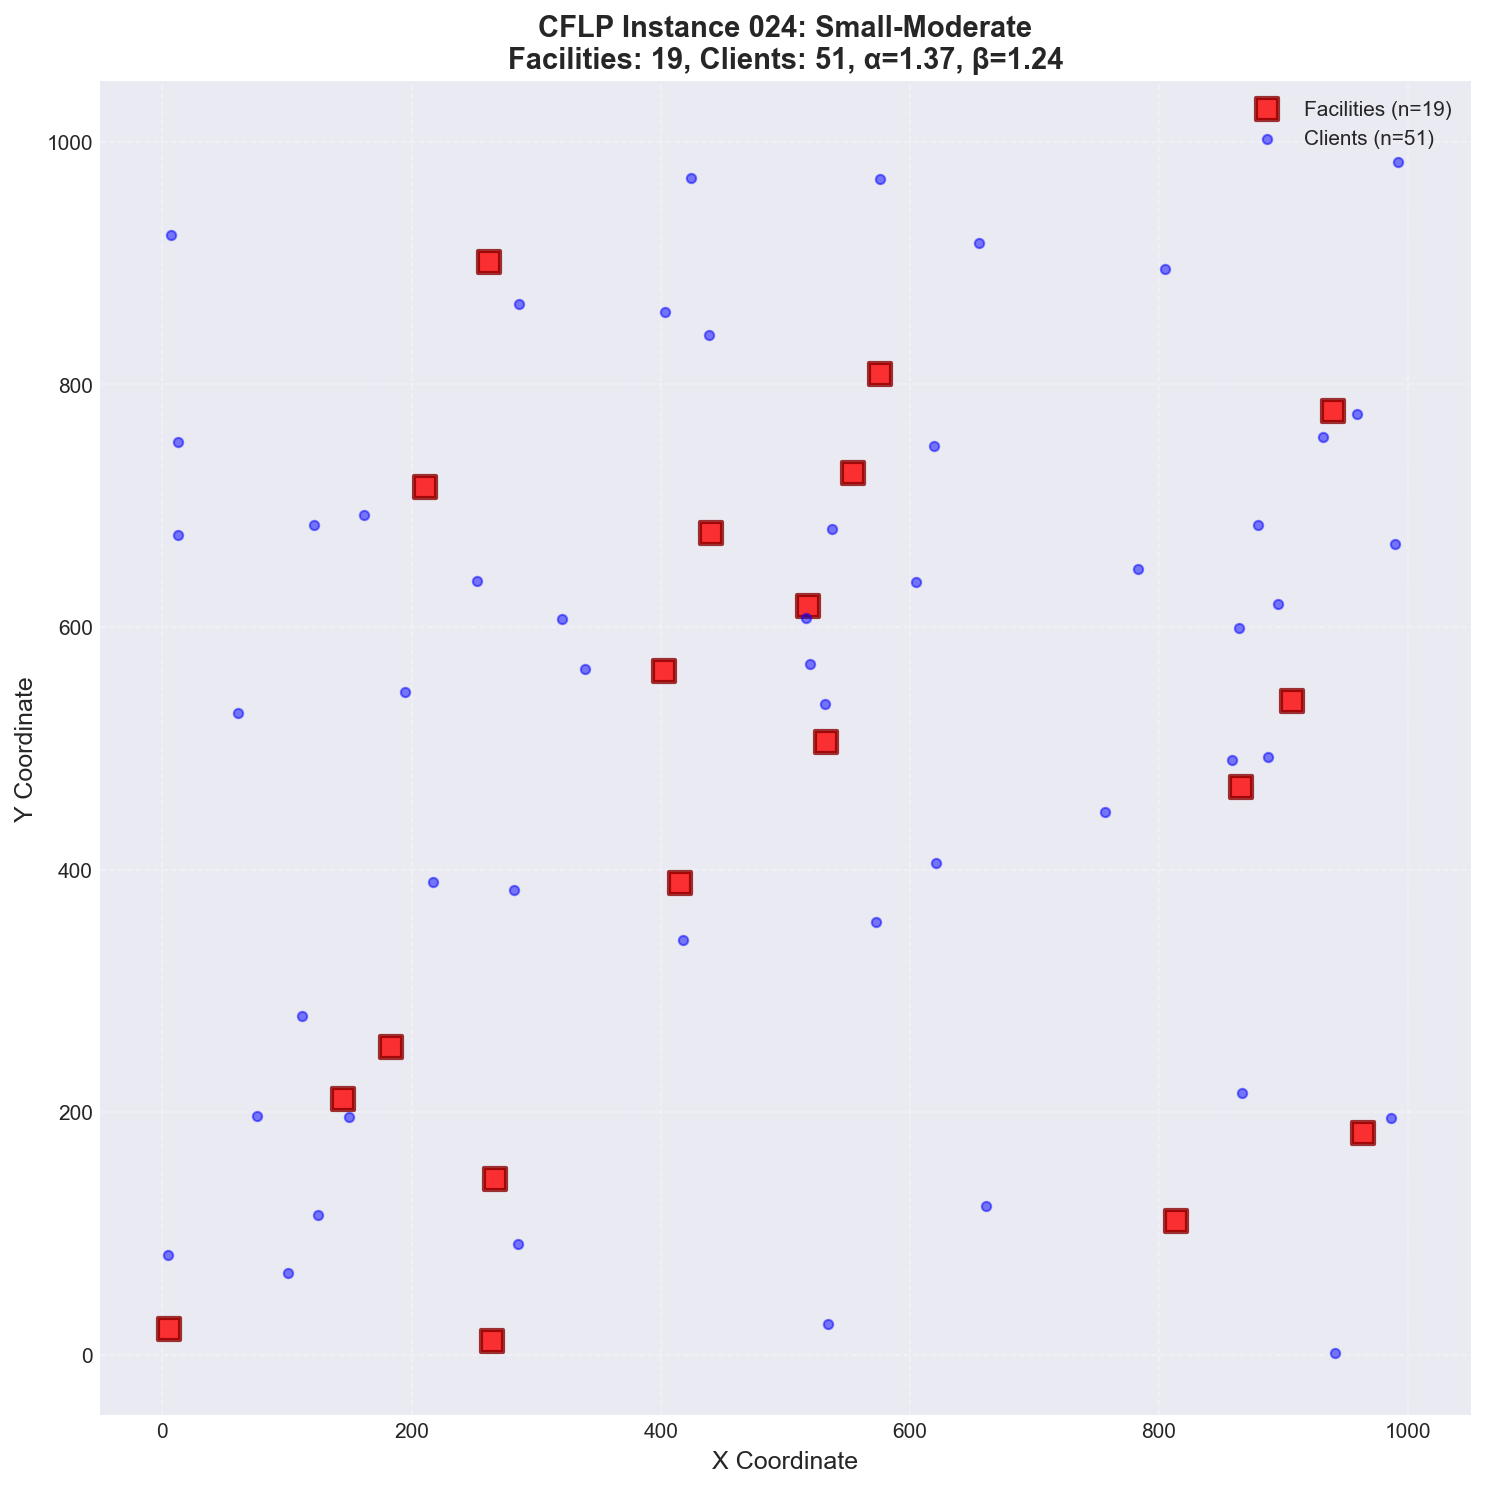 CFLP Instance 024: Small-Moderate
Facilities: 19, Clients: 51, α=1.37, β=1.24
Facilities (n=19)
Clients (n=51)
1000
800
600
400
200
0
Y Coordinate
0
200
400
600
800
1000
X Coordinate